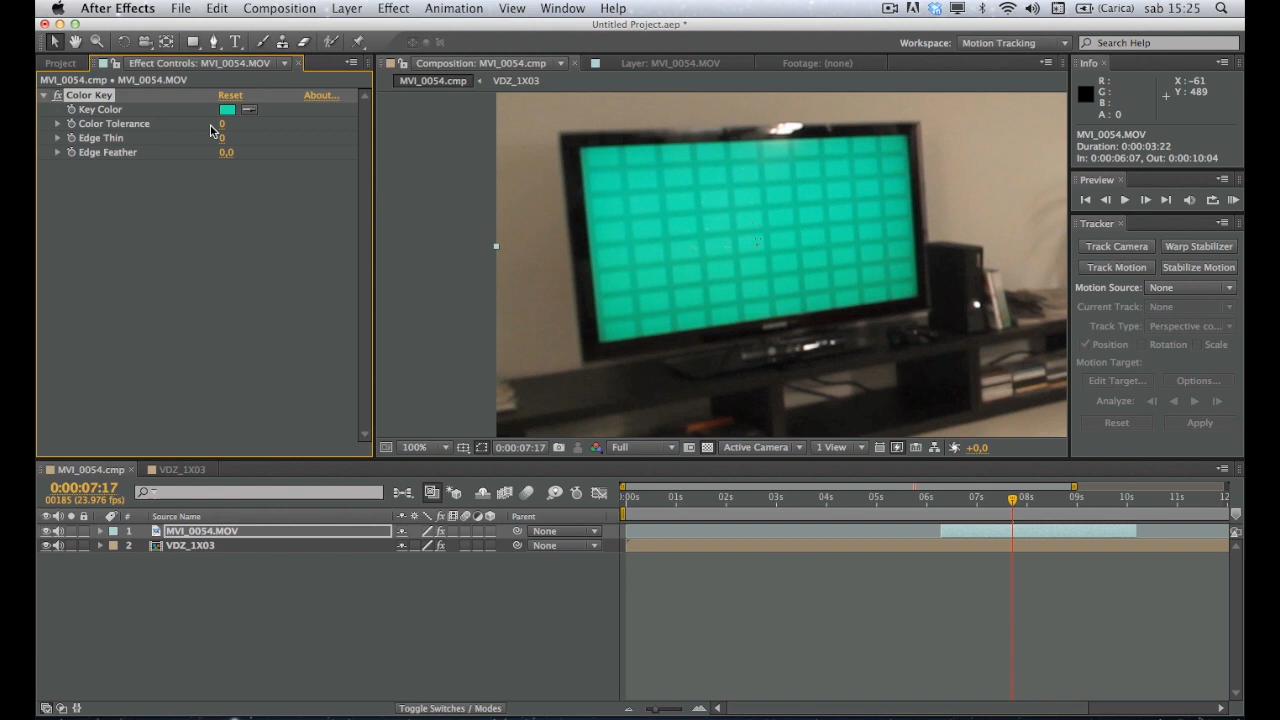 After Effects File Edit Composition Layer Effect Animation View Window Help (Carica) sab 15:25
Untitled Project.aep *
Workspace: Motion Tracking Search Help
Project Effect Controls: MVI_0054.MOV Composition: MVI_0054.cmp Layer: MVI_0054.MOV Footage: (none) Info
MVI_0054.cmp • MVI_0054.MOV MVI_0054.cmp VDZ_1X03
fx Color Key Reset About...
Key Color
Color Tolerance 0
Edge Thin 0
Edge Feather 0,0
R: X: -61
G: Y: 489
B:
A: 0
MVI_0054.MOV
Duration: 0:00:03:22
In: 0:00:06:07, Out: 0:00:10:04
Preview
Tracker
Track Camera Warp Stabilizer
Track Motion Stabilize Motion
Motion Source: None
Current Track: None
Track Type: Perspective co...
Position Rotation Scale
Motion Target:
Edit Target... Options...
Analyze:
Reset Apply
100% 0:00:07:17 Full Active Camera 1 View +0,0
MVI_0054.cmp VDZ_1X03
0:00:07:17
00185 (23.976 fps)
:00s 01s 02s 03s 04s 05s 06s 07s 08s 09s 10s 11s 12
# Source Name fx Parent
1 MVI_0054.MOV fx None
2 VDZ_1X03 fx None
Toggle Switches / Modes